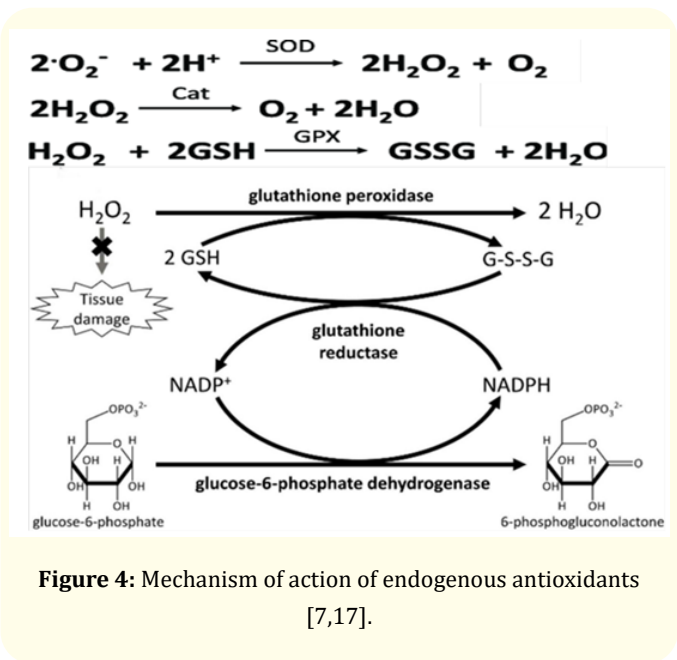 SOD
2·O₂⁻ + 2H⁺ 2H₂O₂ + O₂
Cat
2H₂O₂ O₂ + 2H₂O
GPX
H₂O₂ + 2GSH GSSG + 2H₂O
glutathione peroxidase
H₂O₂ 2 H₂O
2 GSH G-S-S-G
Tissue
damage
glutathione
reductase
NADP⁺ NADPH
OPO₃²⁻ OPO₃²⁻
H O H H O
OH H OH H O
OH OH OH
H OH H OH
glucose-6-phosphate dehydrogenase
glucose-6-phosphate 6-phosphogluconolactone
Figure 4: Mechanism of action of endogenous antioxidants
[7,17].